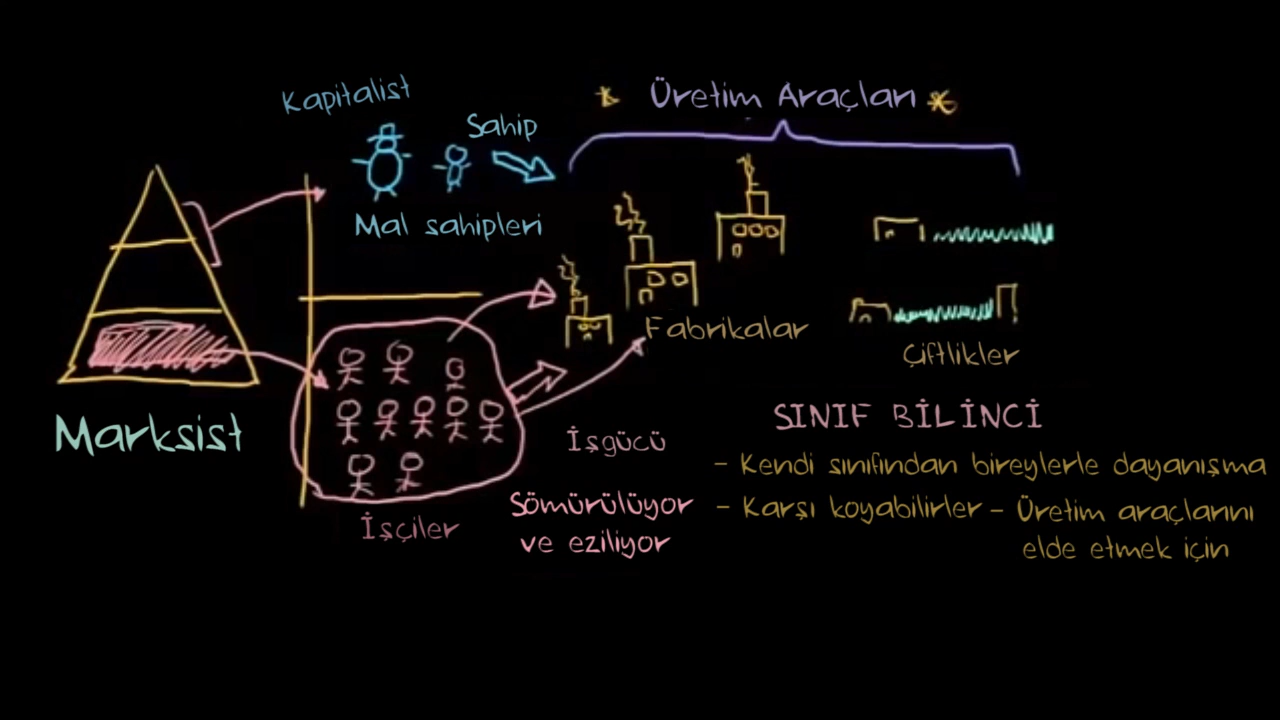 Kapitalist
Sahip
Mal sahipleri
Üretim Araçları
Fabrikalar
Çiftlikler
Marksist
İşçiler
İşgücü
Sömürülüyor
ve eziliyor
SINIF BİLİNCİ
- Kendi sınıfından bireylerle dayanışma
- Karşı koyabilirler - Üretim araçlarını
elde etmek için